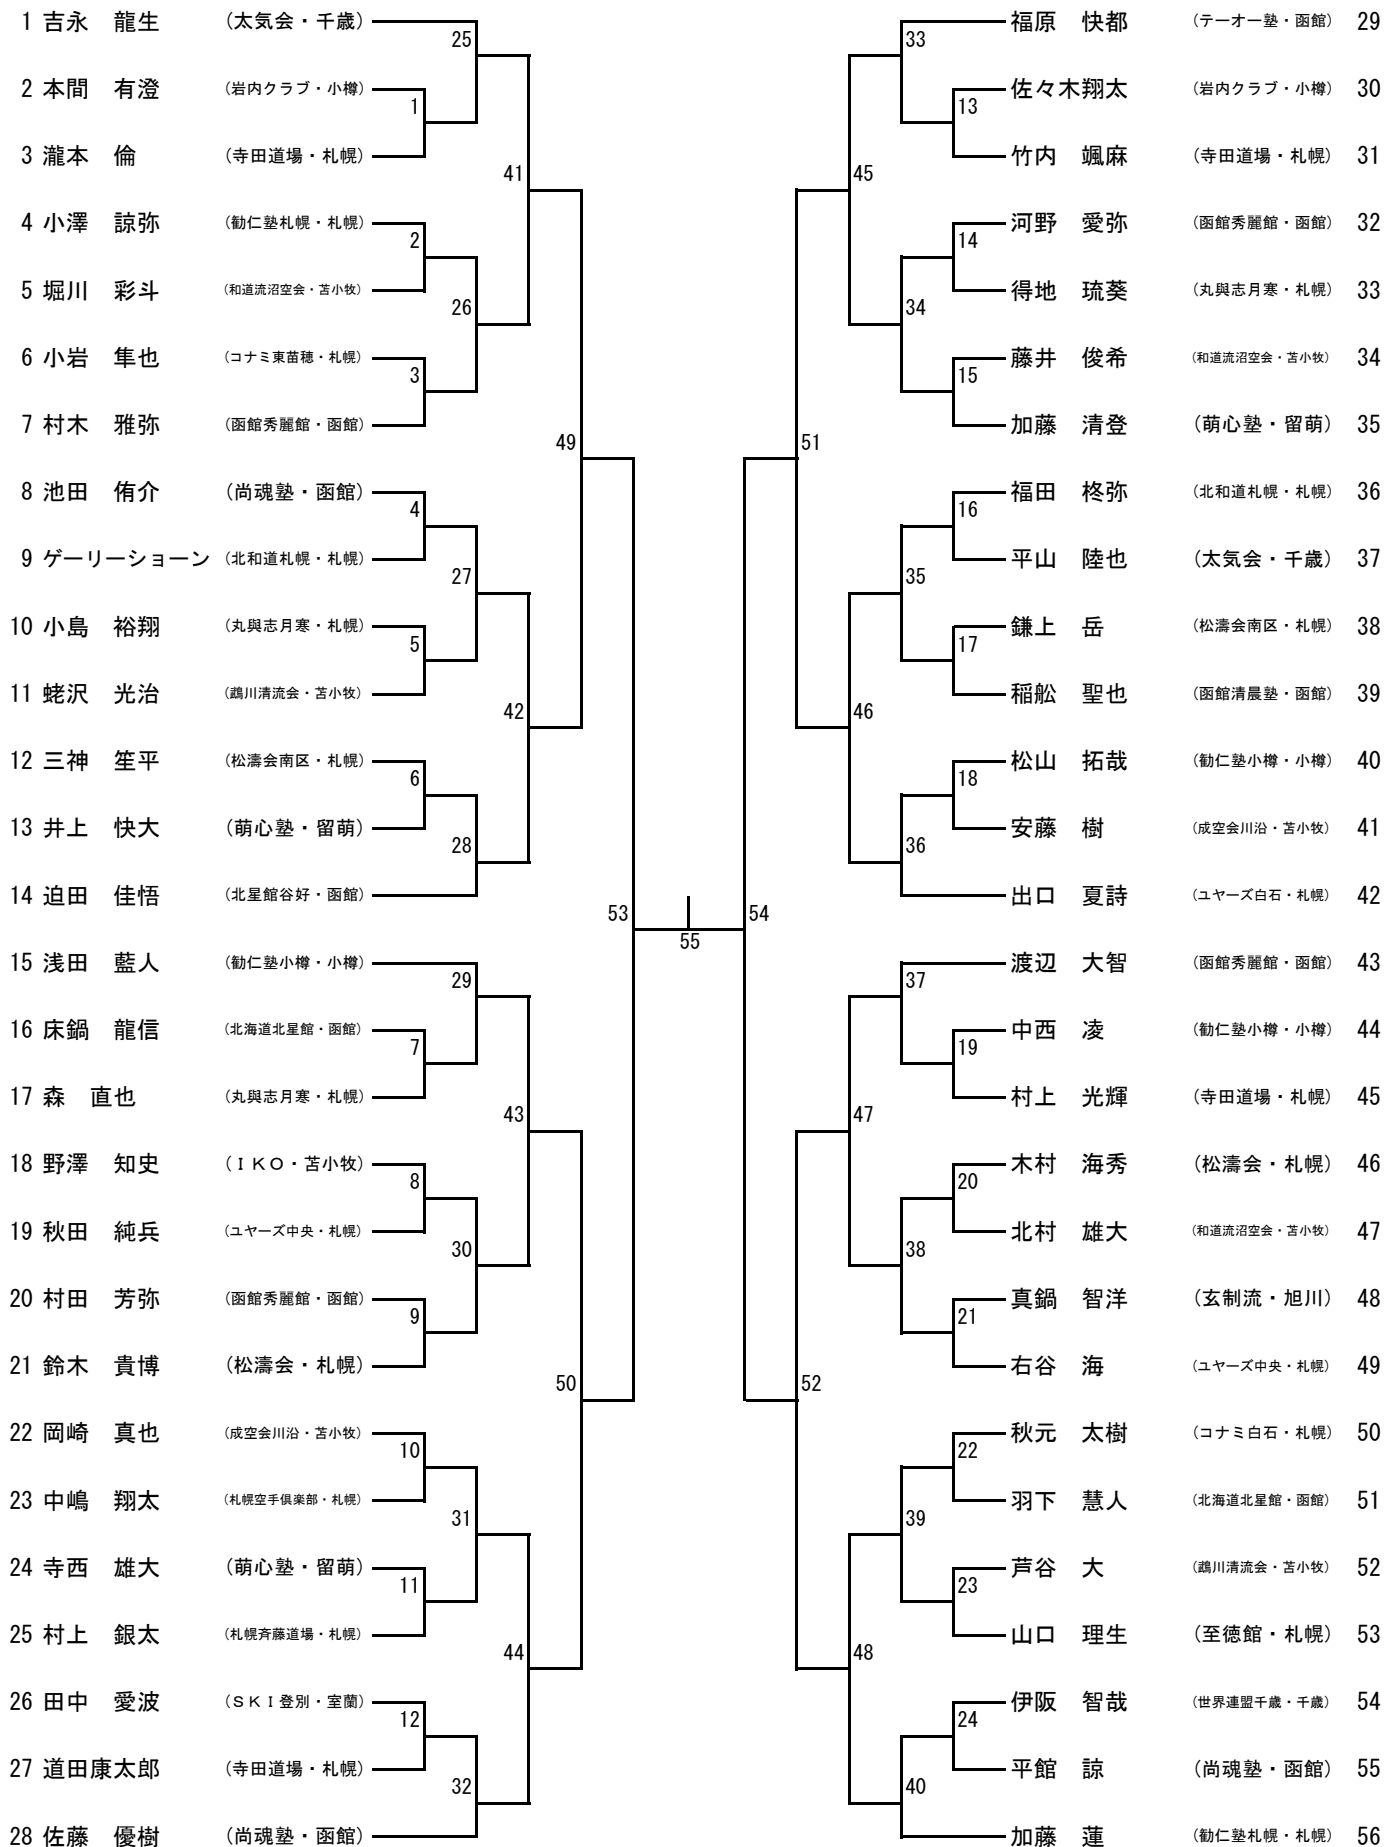 1 吉永　龍生 (太気会・千歳)
25
2 本間　有澄 (岩内クラブ・小樽)
1
3 瀧本　倫 (寺田道場・札幌)
41
4 小澤　諒弥 (勧仁塾札幌・札幌)
2
5 堀川　彩斗 (和道流沼空会・苫小牧)
26
6 小岩　隼也 (コナミ東苗穂・札幌)
3
7 村木　雅弥 (函館秀麗館・函館)
49
8 池田　侑介 (尚魂塾・函館)
4
9 ゲーリーショーン (北和道札幌・札幌)
27
10 小島　裕翔 (丸與志月寒・札幌)
5
11 蛯沢　光治 (鵡川清流会・苫小牧)
42
12 三神　笙平 (松濤会南区・札幌)
6
13 井上　快大 (萌心塾・留萌)
28
14 迫田　佳悟 (北星館谷好・函館)
53
15 浅田　藍人 (勧仁塾小樽・小樽)
29
16 床鍋　龍信 (北海道北星館・函館)
7
17 森　直也 (丸與志月寒・札幌)
43
18 野澤　知史 (ＩＫＯ・苫小牧)
8
19 秋田　純兵 (ユヤーズ中央・札幌)
30
20 村田　芳弥 (函館秀麗館・函館)
9
21 鈴木　貴博 (松濤会・札幌)
50
22 岡崎　真也 (成空会川沿・苫小牧)
10
23 中嶋　翔太 (札幌空手倶楽部・札幌)
31
24 寺西　雄大 (萌心塾・留萌)
11
25 村上　銀太 (札幌斉藤道場・札幌)
44
26 田中　愛波 (ＳＫＩ登別・室蘭)
12
27 道田康太郎 (寺田道場・札幌)
32
28 佐藤　優樹 (尚魂塾・函館)
55
福原　快都 (テーオー塾・函館) 29
33
佐々木翔太 (岩内クラブ・小樽) 30
13
竹内　颯麻 (寺田道場・札幌) 31
45
河野　愛弥 (函館秀麗館・函館) 32
14
得地　琉葵 (丸與志月寒・札幌) 33
34
藤井　俊希 (和道流沼空会・苫小牧) 34
15
加藤　清登 (萌心塾・留萌) 35
51
福田　柊弥 (北和道札幌・札幌) 36
16
平山　陸也 (太気会・千歳) 37
35
鎌上　岳 (松濤会南区・札幌) 38
17
稲舩　聖也 (函館清晨塾・函館) 39
46
松山　拓哉 (勧仁塾小樽・小樽) 40
18
安藤　樹 (成空会川沿・苫小牧) 41
36
出口　夏詩 (ユヤーズ白石・札幌) 42
54
渡辺　大智 (函館秀麗館・函館) 43
37
中西　凌 (勧仁塾小樽・小樽) 44
19
村上　光輝 (寺田道場・札幌) 45
47
木村　海秀 (松濤会・札幌) 46
20
北村　雄大 (和道流沼空会・苫小牧) 47
38
真鍋　智洋 (玄制流・旭川) 48
21
右谷　海 (ユヤーズ中央・札幌) 49
52
秋元　太樹 (コナミ白石・札幌) 50
22
羽下　慧人 (北海道北星館・函館) 51
39
芦谷　大 (鵡川清流会・苫小牧) 52
23
山口　理生 (至徳館・札幌) 53
48
伊阪　智哉 (世界連盟千歳・千歳) 54
24
平館　諒 (尚魂塾・函館) 55
40
加藤　蓮 (勧仁塾札幌・札幌) 56